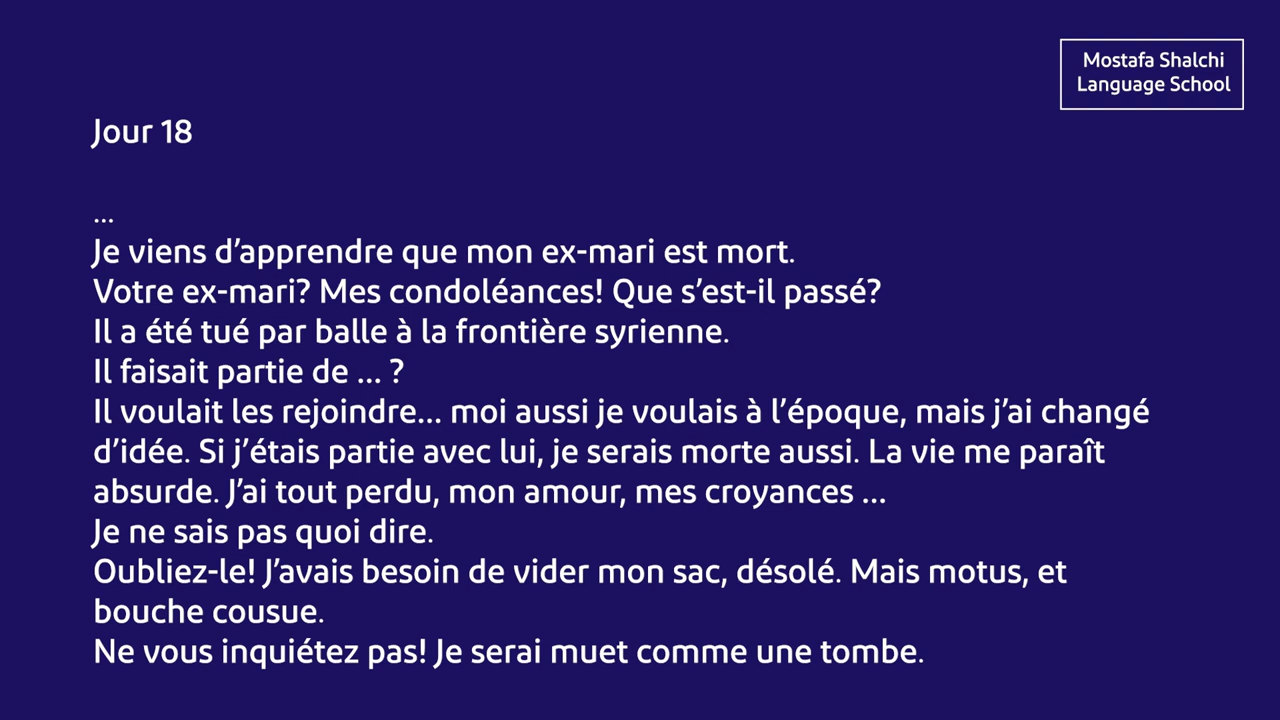 Mostafa Shalchi
Language School
Jour 18
...
Je viens d’apprendre que mon ex-mari est mort.
Votre ex-mari? Mes condoléances! Que s’est-il passé?
Il a été tué par balle à la frontière syrienne.
Il faisait partie de ... ?
Il voulait les rejoindre... moi aussi je voulais à l’époque, mais j’ai changé
d’idée. Si j’étais partie avec lui, je serais morte aussi. La vie me paraît
absurde. J’ai tout perdu, mon amour, mes croyances ...
Je ne sais pas quoi dire.
Oubliez-le! J’avais besoin de vider mon sac, désolé. Mais motus, et
bouche cousue.
Ne vous inquiétez pas! Je serai muet comme une tombe.